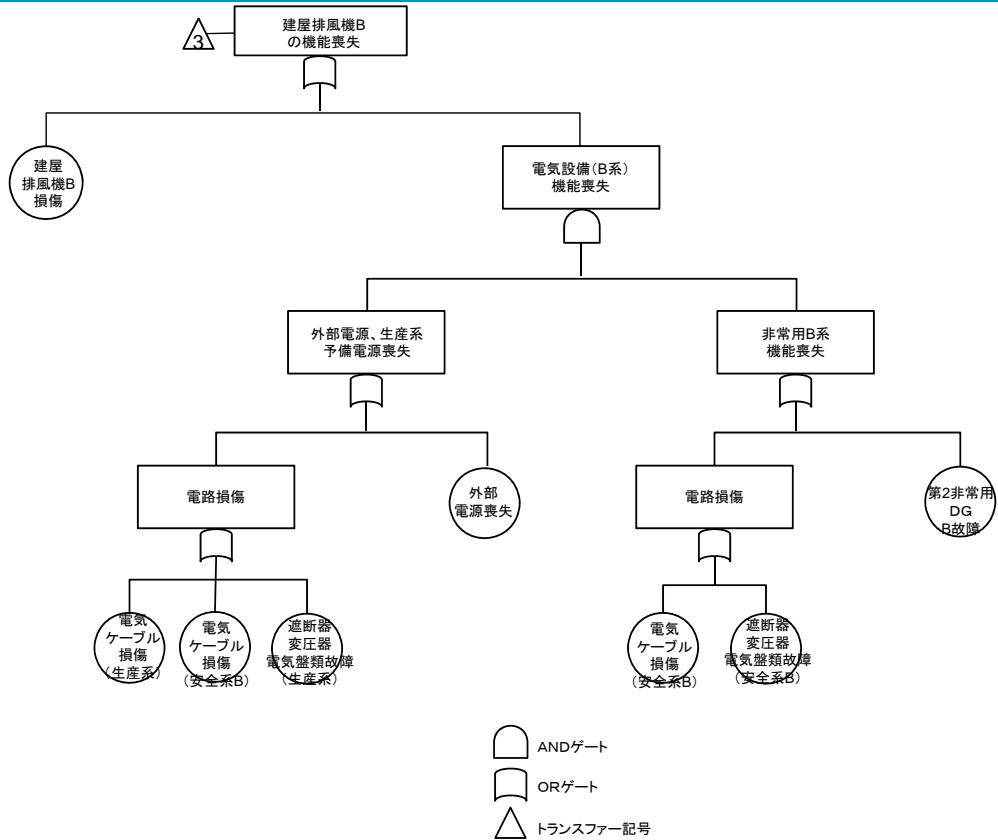 3
建屋排風機B
の機能喪失
建屋
排風機B
損傷
電気設備(B系)
機能喪失
外部電源、生産系
予備電源喪失
非常用B系
機能喪失
電路損傷
外部
電源喪失
電路損傷
第2非常用
DG
B故障
電気
ケーブル
損傷
(生産系)
電気
ケーブル
損傷
(安全系B)
遮断器
変圧器
電気盤類故障
(生産系)
電気
ケーブル
損傷
(安全系B)
遮断器
変圧器
電気盤類故障
(安全系B)
ANDゲート
ORゲート
トランスファー記号